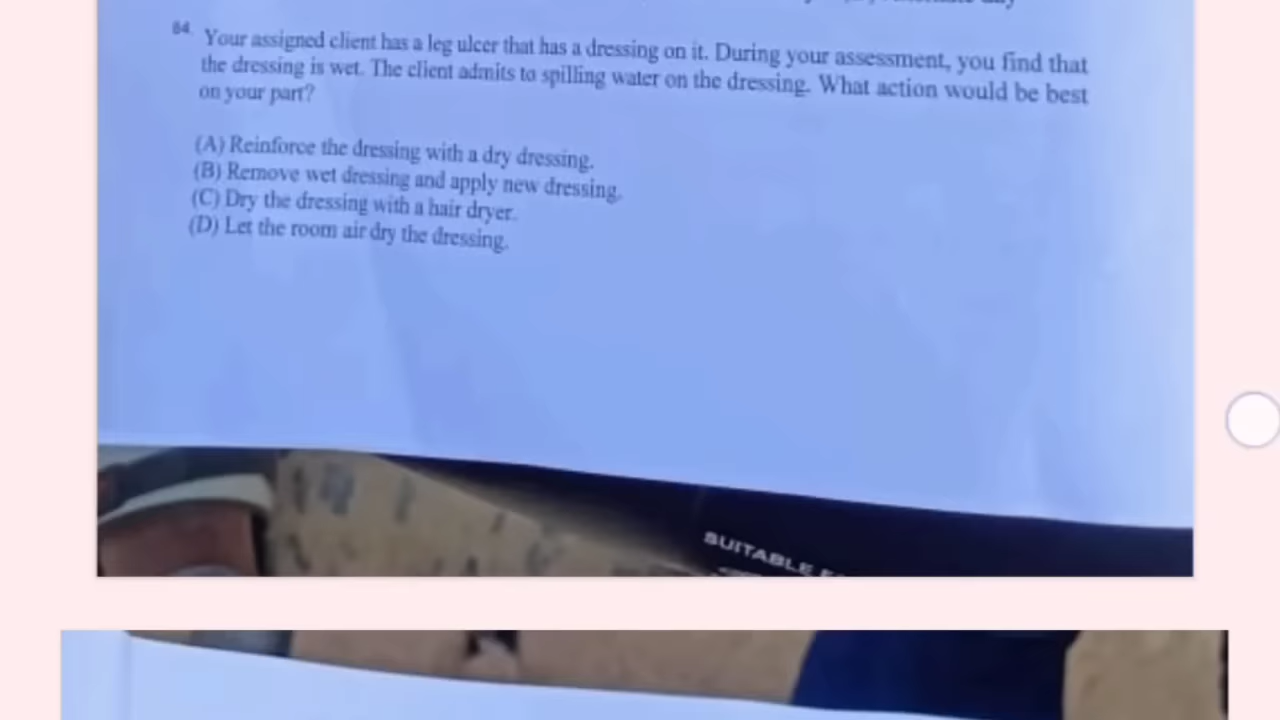 84. Your assigned client has a leg ulcer that has a dressing on it. During your assessment, you find that
the dressing is wet. The client admits to spilling water on the dressing. What action would be best
on your part?
(A) Reinforce the dressing with a dry dressing.
(B) Remove wet dressing and apply new dressing.
(C) Dry the dressing with a hair dryer.
(D) Let the room air dry the dressing.
SUITABLE